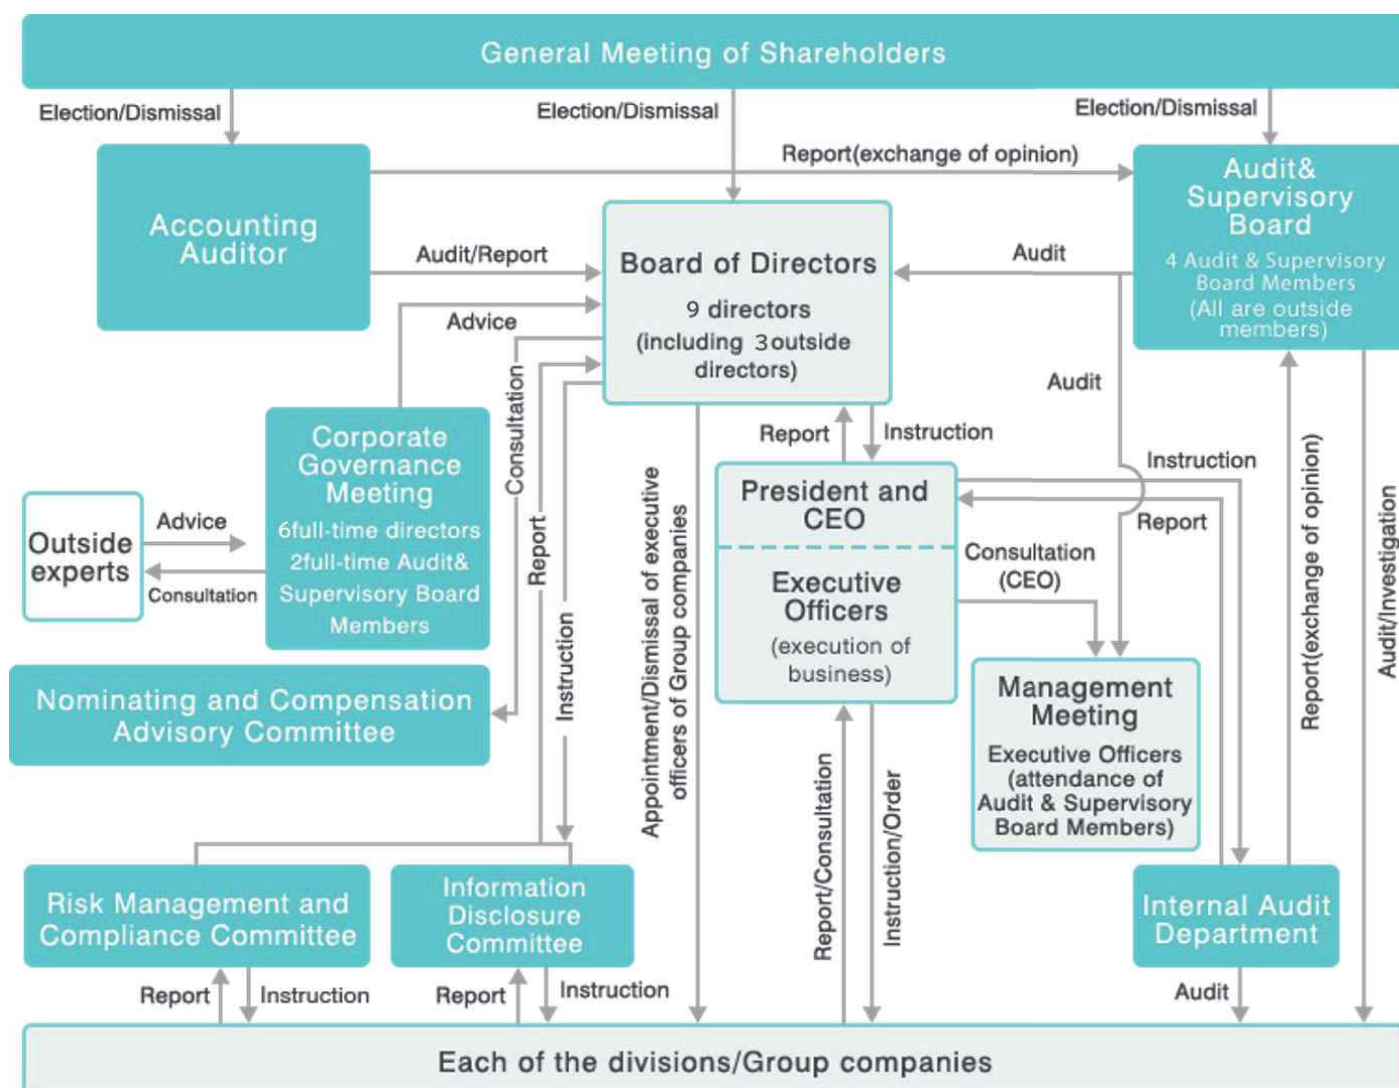 General Meeting of Shareholders
Election/Dismissal
Election/Dismissal
Election/Dismissal
Report(exchange of opinion)
Accounting
Auditor
Audit&
Supervisory
Board
4 Audit & Supervisory
Board Members
(All are outside
members)
Audit/Report
Board of Directors
9 directors
(including 3outside
directors)
Audit
Advice
Consultation
Audit
Corporate
Governance
Meeting
6full-time directors
2full-time Audit&
Supervisory Board
Members
Report
Instruction
Outside
experts
Advice
Consultation
President and
CEO
Executive
Officers
(execution of
business)
Instruction
Report
Consultation
(CEO)
Report
Instruction
Appointment/Dismissal of executive
officers of Group companies
Report(exchange of opinion)
Audit/Investigation
Nominating and Compensation
Advisory Committee
Management
Meeting
Executive Officers
(attendance of
Audit & Supervisory
Board Members)
Report/Consultation
Instruction/Order
Risk Management and
Compliance Committee
Information
Disclosure
Committee
Internal Audit
Department
Report
Instruction
Report
Instruction
Audit
Each of the divisions/Group companies